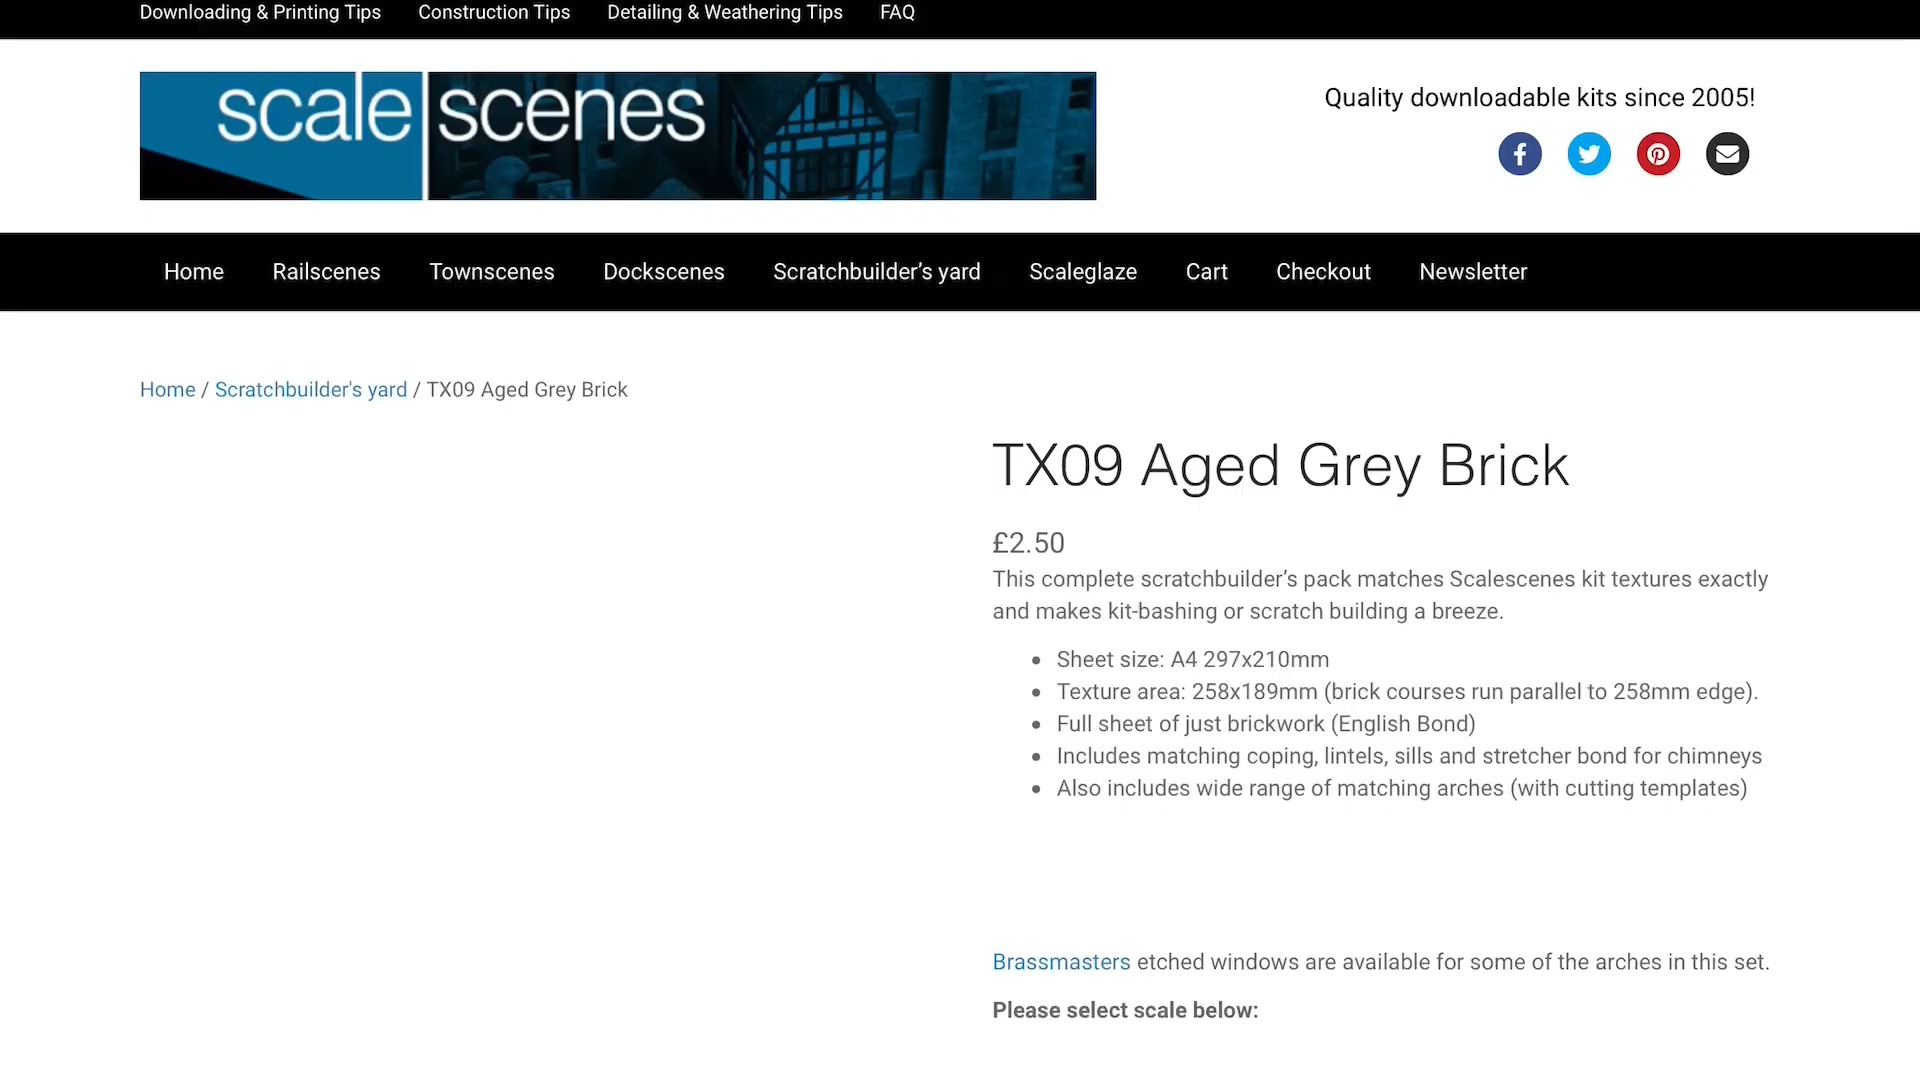 Downloading & Printing Tips Construction Tips Detailing & Weathering Tips FAQ
scale scenes
Quality downloadable kits since 2005!
Home Railscenes Townscenes Dockscenes Scratchbuilder’s yard Scaleglaze Cart Checkout Newsletter
Home / Scratchbuilder's yard / TX09 Aged Grey Brick
TX09 Aged Grey Brick
£2.50
This complete scratchbuilder’s pack matches Scalescenes kit textures exactly
and makes kit-bashing or scratch building a breeze.
• Sheet size: A4 297x210mm
• Texture area: 258x189mm (brick courses run parallel to 258mm edge).
• Full sheet of just brickwork (English Bond)
• Includes matching coping, lintels, sills and stretcher bond for chimneys
• Also includes wide range of matching arches (with cutting templates)
Brassmasters etched windows are available for some of the arches in this set.
Please select scale below: